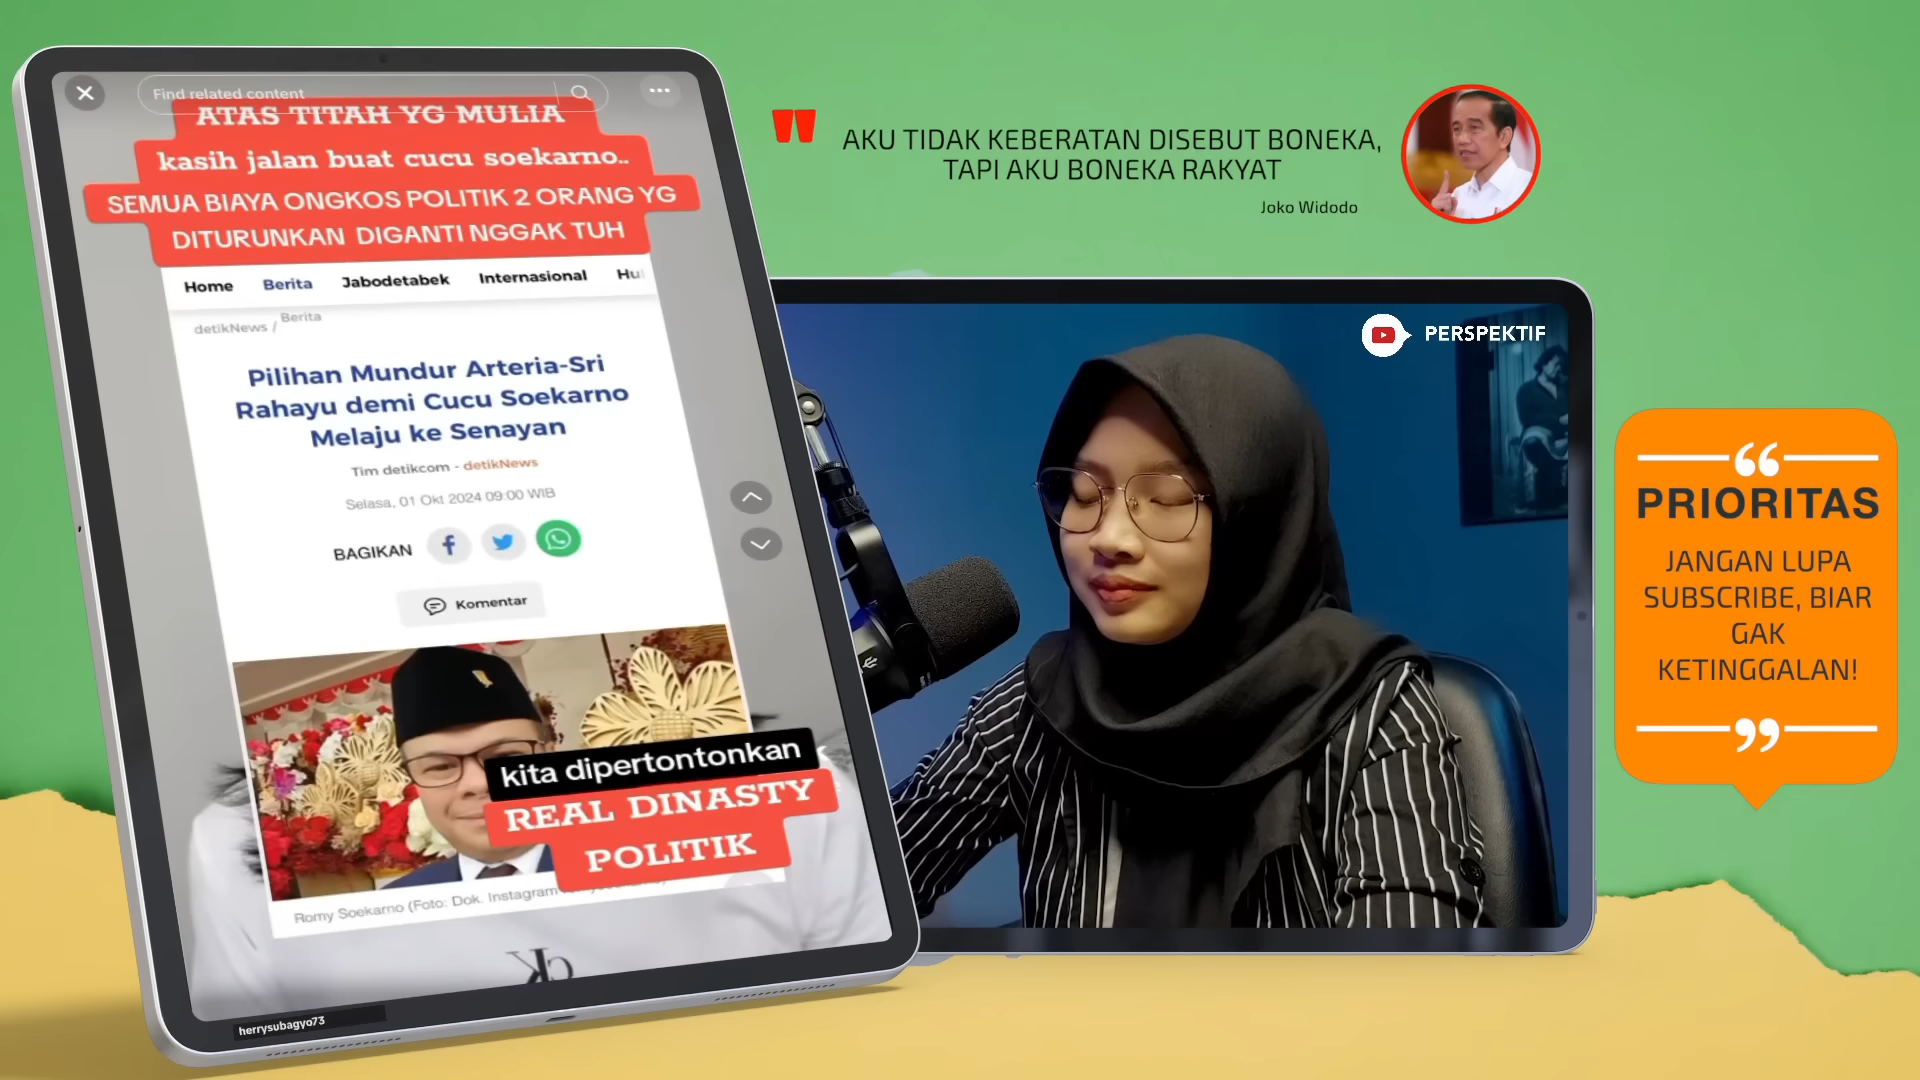 Find related content
ATAS TITAH YG MULIA
kasih jalan buat cucu soekarno..
SEMUA BIAYA ONGKOS POLITIK 2 ORANG YG
DITURUNKAN DIGANTI NGGAK TUH
Home Berita Jabodetabek Internasional
detikNews / Berita
Pilihan Mundur Arteria-Sri
Rahayu demi Cucu Soekarno
Melaju ke Senayan
Tim detikcom - detikNews
Selasa, 01 Okt 2024 09:00 WIB
BAGIKAN
Komentar
kita dipertontonkan
REAL DINASTY
POLITIK
Romy Soekarno (Foto: Dok. Instagram
CK
herrysubagyo73
AKU TIDAK KEBERATAN DISEBUT BONEKA,
TAPI AKU BONEKA RAKYAT
Joko Widodo
PERSPEKTIF
PRIORITAS
JANGAN LUPA
SUBSCRIBE, BIAR
GAK
KETINGGALAN!